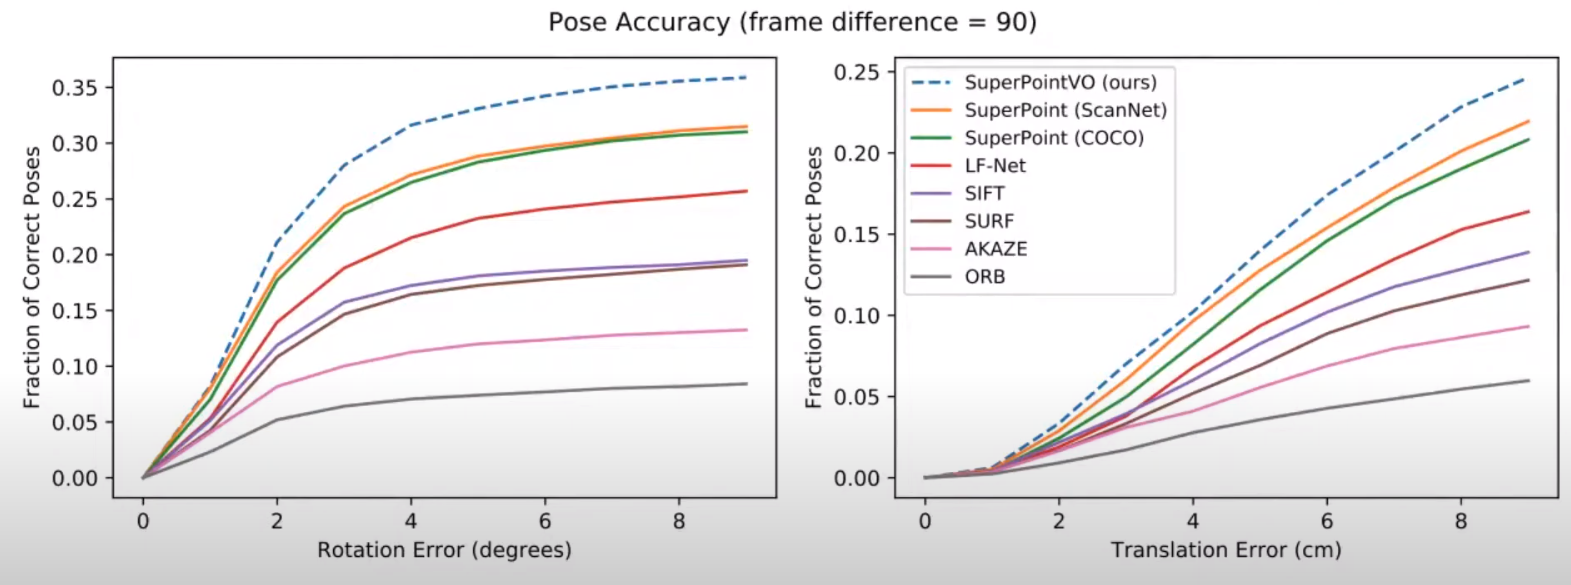 Pose Accuracy (frame difference = 90)
Fraction of Correct Poses
0.35
0.30
0.25
0.20
0.15
0.10
0.05
0.00
0 2 4 6 8
Rotation Error (degrees)
Fraction of Correct Poses
0.25
0.20
0.15
0.10
0.05
0.00
SuperPointVO (ours)
SuperPoint (ScanNet)
SuperPoint (COCO)
LF-Net
SIFT
SURF
AKAZE
ORB
0 2 4 6 8
Translation Error (cm)